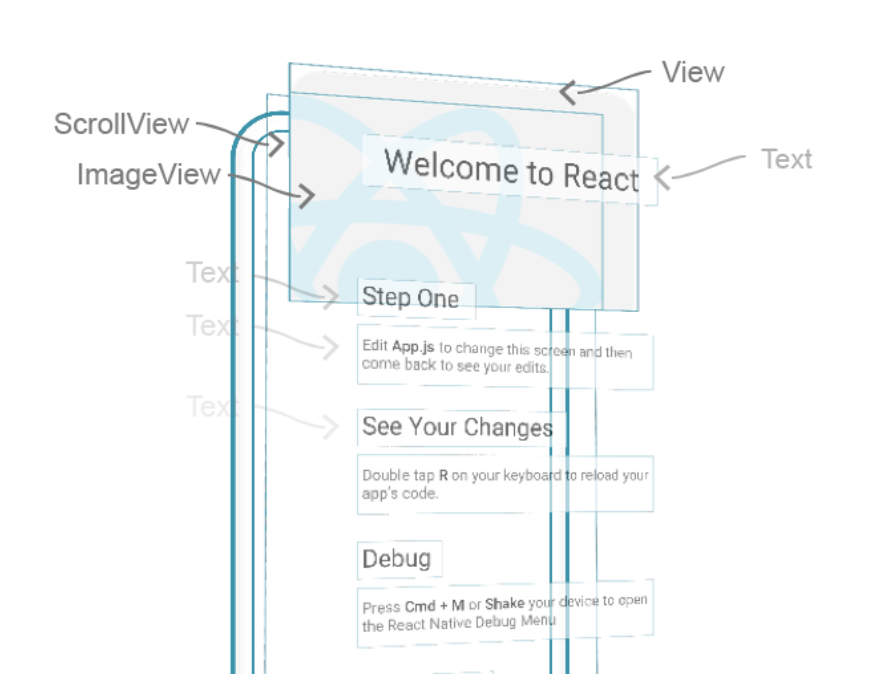 View
ScrollView
Text
ImageView
Welcome to React
Text
Step One
Text
Edit App.js to change this screen and then
come back to see your edits.
Text
See Your Changes
Double tap R on your keyboard to reload your
app's code.
Debug
Press Cmd + M or Shake your device to open
the React Native Debug Menu